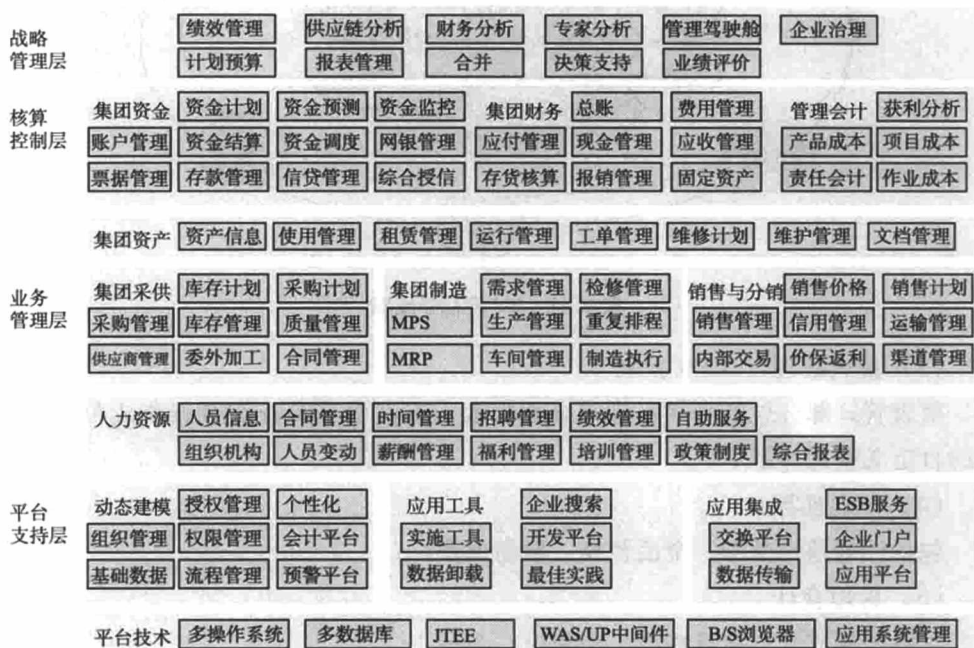 战略 绩效管理 供应链分析 财务分析 专家分析 管理驾驶舱 企业治理
管理层 计划预算 报表管理 合并 决策支持 业绩评价
核算 集团资金 资金计划 资金预测 资金监控 集团财务 总账 费用管理 管理会计 获利分析
控制层 账户管理 资金结算 资金调度 网银管理 应付管理 现金管理 应收管理 产品成本 项目成本
票据管理 存款管理 信贷管理 综合授信 存货核算 报销管理 固定资产 责任会计 作业成本
集团资产 资产信息 使用管理 租赁管理 运行管理 工单管理 维修计划 维护管理 文档管理
业务 集团采供 库存计划 采购计划 集团制造 需求管理 检修管理 销售与分销 销售价格 销售计划
管理层 采购管理 库存管理 质量管理 MPS 生产管理 重复排程 销售管理 信用管理 运输管理
供应商管理 委外加工 合同管理 MRP 车间管理 制造执行 内部交易 价保返利 渠道管理
人力资源 人员信息 合同管理 时间管理 招聘管理 绩效管理 自助服务
组织机构 人员变动 薪酬管理 福利管理 培训管理 政策制度 综合报表
平台 动态建模 授权管理 个性化 应用工具 企业搜索 应用集成 ESB服务
支持层 组织管理 权限管理 会计平台 实施工具 开发平台 交换平台 企业门户
基础数据 流程管理 预警平台 数据卸载 最佳实践 数据传输 应用平台
平台技术 多操作系统 多数据库 JTEE WAS/UP中间件 B/S浏览器 应用系统管理